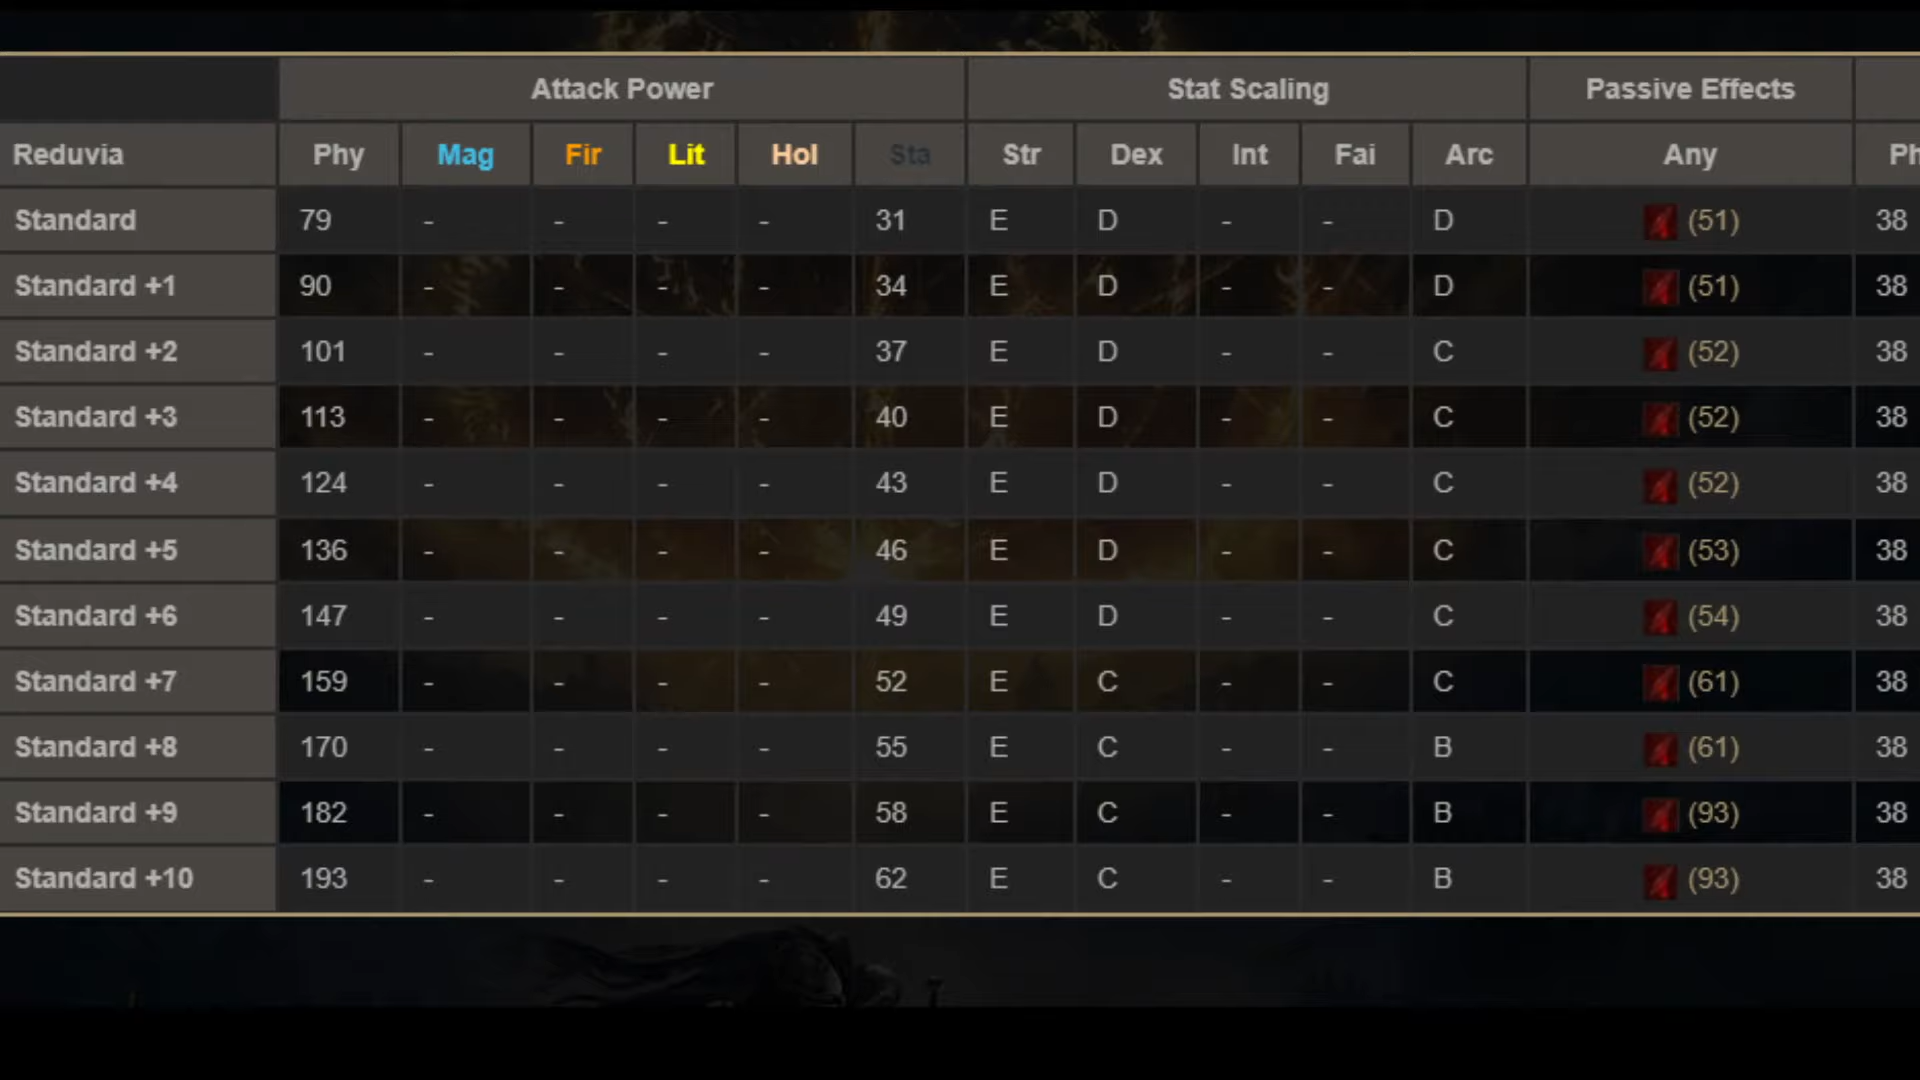 Attack Power Stat Scaling Passive Effects
Reduvia Phy Mag Fir Lit Hol Sta Str Dex Int Fai Arc Any Ph
Standard 79 - - - - 31 E D - - D (51) 38
Standard +1 90 - - - - 34 E D - - D (51) 38
Standard +2 101 - - - - 37 E D - - C (52) 38
Standard +3 113 - - - - 40 E D - - C (52) 38
Standard +4 124 - - - - 43 E D - - C (52) 38
Standard +5 136 - - - - 46 E D - - C (53) 38
Standard +6 147 - - - - 49 E D - - C (54) 38
Standard +7 159 - - - - 52 E C - - C (61) 38
Standard +8 170 - - - - 55 E C - - B (61) 38
Standard +9 182 - - - - 58 E C - - B (93) 38
Standard +10 193 - - - - 62 E C - - B (93) 38